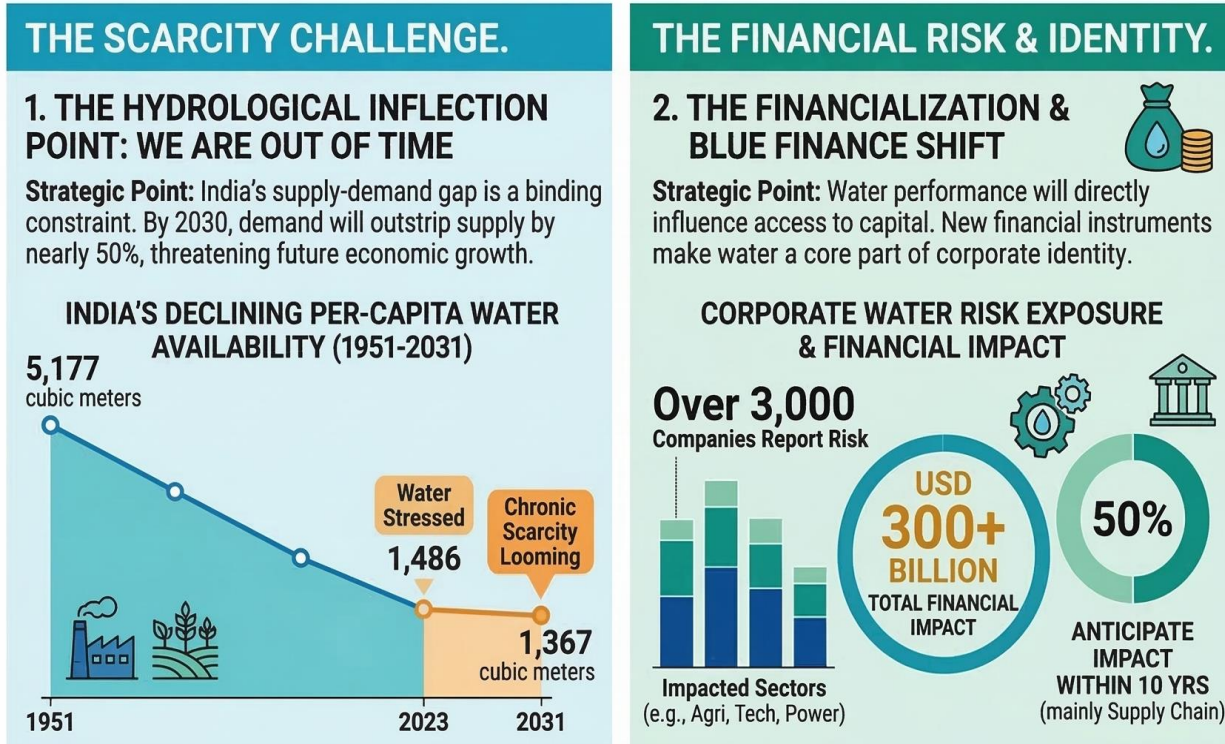 THE SCARCITY CHALLENGE.
1. THE HYDROLOGICAL INFLECTION
POINT: WE ARE OUT OF TIME
Strategic Point: India's supply-demand gap is a binding
constraint. By 2030, demand will outstrip supply by
nearly 50%, threatening future economic growth.
INDIA'S DECLINING PER-CAPITA WATER
AVAILABILITY (1951-2031)
5,177
cubic meters
Water
Stressed
1,486
Chronic
Scarcity
Looming
1,367
cubic meters
1951
2023
2031
THE FINANCIAL RISK & IDENTITY.
2. THE FINANCIALIZATION &
BLUE FINANCE SHIFT
Strategic Point: Water performance will directly
influence access to capital. New financial instruments
make water a core part of corporate identity.
CORPORATE WATER RISK EXPOSURE
& FINANCIAL IMPACT
Over 3,000
Companies Report Risk
Impacted Sectors
(e.g., Agri, Tech, Power)
USD
300+
BILLION
TOTAL FINANCIAL
IMPACT
50%
ANTICIPATE
IMPACT
WITHIN 10 YRS
(mainly Supply Chain)